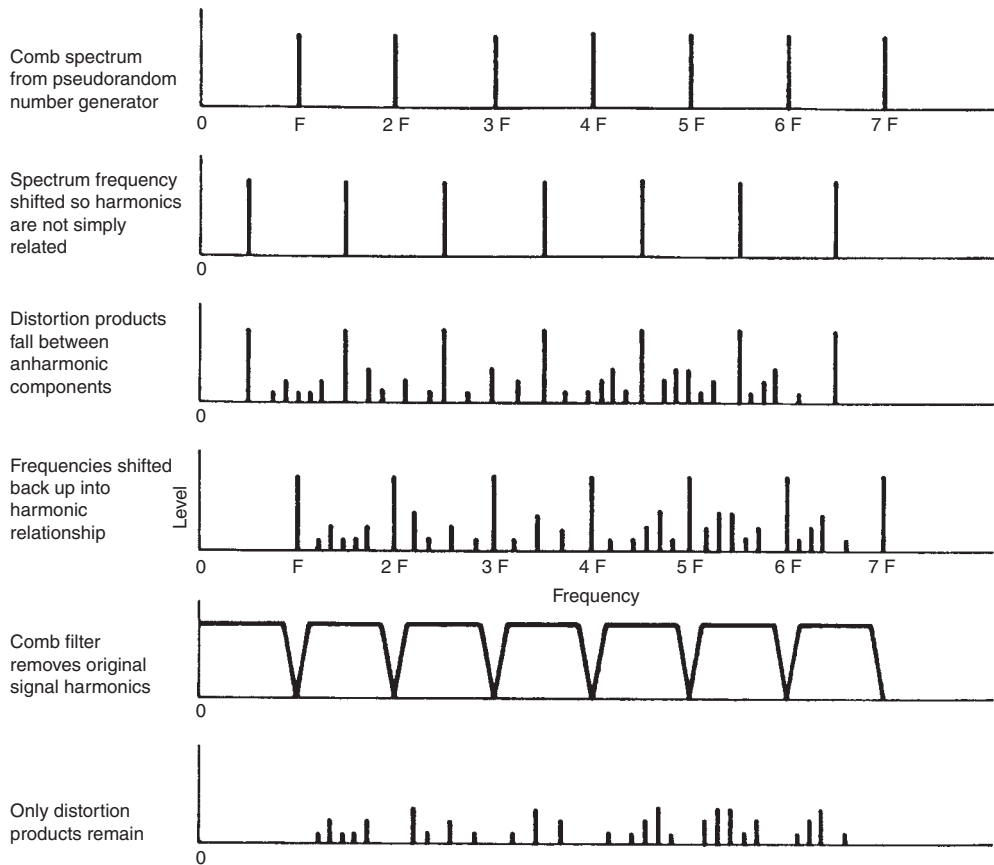 Comb spectrum
from pseudorandom
number generator
0 F 2 F 3 F 4 F 5 F 6 F 7 F
Spectrum frequency
shifted so harmonics
are not simply
related
0
Distortion products
fall between
anharmonic
components
0
Frequencies shifted
back up into
harmonic
relationship
Level
0 F 2 F 3 F 4 F 5 F 6 F 7 F
Frequency
Comb filter
removes original
signal harmonics
0
Only distortion
products remain
0